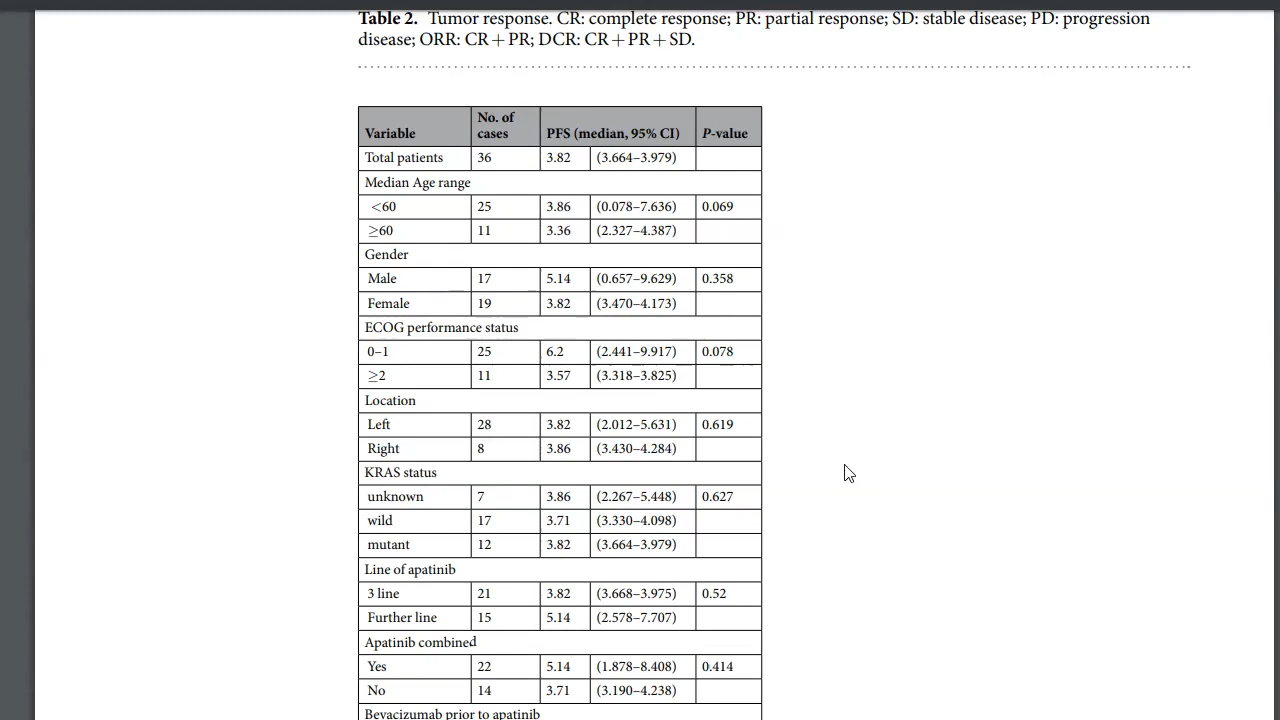 Table 2. Tumor response. CR: complete response; PR: partial response; SD: stable disease; PD: progression
disease; ORR: CR + PR; DCR: CR + PR + SD.
Variable No. of cases PFS (median, 95% CI) P-value
Total patients 36 3.82 (3.664–3.979)
Median Age range
<60 25 3.86 (0.078–7.636) 0.069
≥60 11 3.36 (2.327–4.387)
Gender
Male 17 5.14 (0.657–9.629) 0.358
Female 19 3.82 (3.470–4.173)
ECOG performance status
0–1 25 6.2 (2.441–9.917) 0.078
≥2 11 3.57 (3.318–3.825)
Location
Left 28 3.82 (2.012–5.631) 0.619
Right 8 3.86 (3.430–4.284)
KRAS status
unknown 7 3.86 (2.267–5.448) 0.627
wild 17 3.71 (3.330–4.098)
mutant 12 3.82 (3.664–3.979)
Line of apatinib
3 line 21 3.82 (3.668–3.975) 0.52
Further line 15 5.14 (2.578–7.707)
Apatinib combined
Yes 22 5.14 (1.878–8.408) 0.414
No 14 3.71 (3.190–4.238)
Bevacizumab prior to apatinib